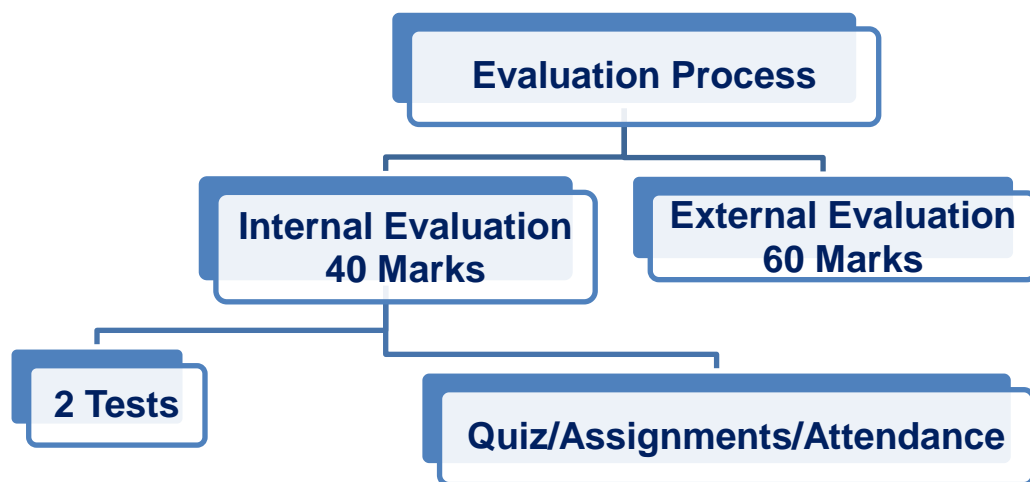 Evaluation Process
Internal Evaluation
40 Marks
External Evaluation
60 Marks
2 Tests
Quiz/Assignments/Attendance